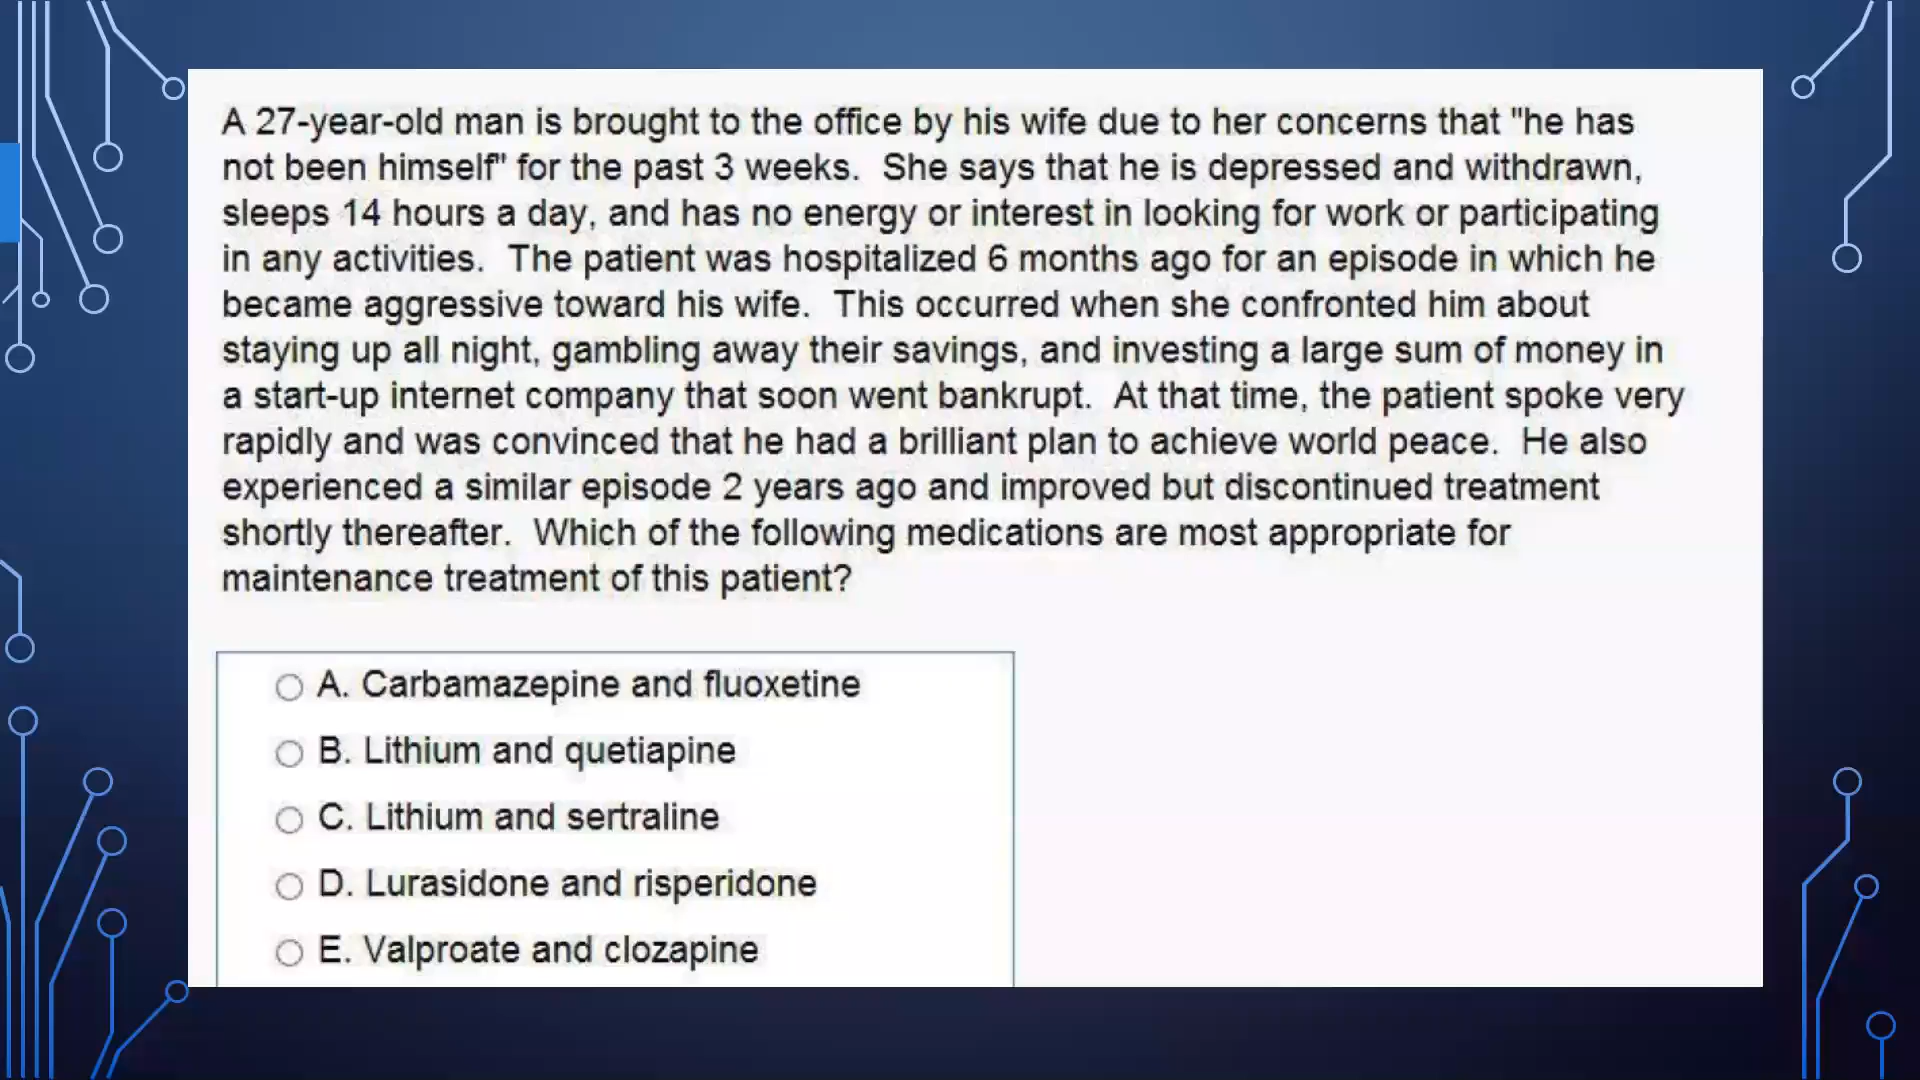 A 27-year-old man is brought to the office by his wife due to her concerns that "he has
not been himself" for the past 3 weeks.  She says that he is depressed and withdrawn,
sleeps 14 hours a day, and has no energy or interest in looking for work or participating
in any activities.  The patient was hospitalized 6 months ago for an episode in which he
became aggressive toward his wife.  This occurred when she confronted him about
staying up all night, gambling away their savings, and investing a large sum of money in
a start-up internet company that soon went bankrupt.  At that time, the patient spoke very
rapidly and was convinced that he had a brilliant plan to achieve world peace.  He also
experienced a similar episode 2 years ago and improved but discontinued treatment
shortly thereafter.  Which of the following medications are most appropriate for
maintenance treatment of this patient?
A. Carbamazepine and fluoxetine
B. Lithium and quetiapine
C. Lithium and sertraline
D. Lurasidone and risperidone
E. Valproate and clozapine